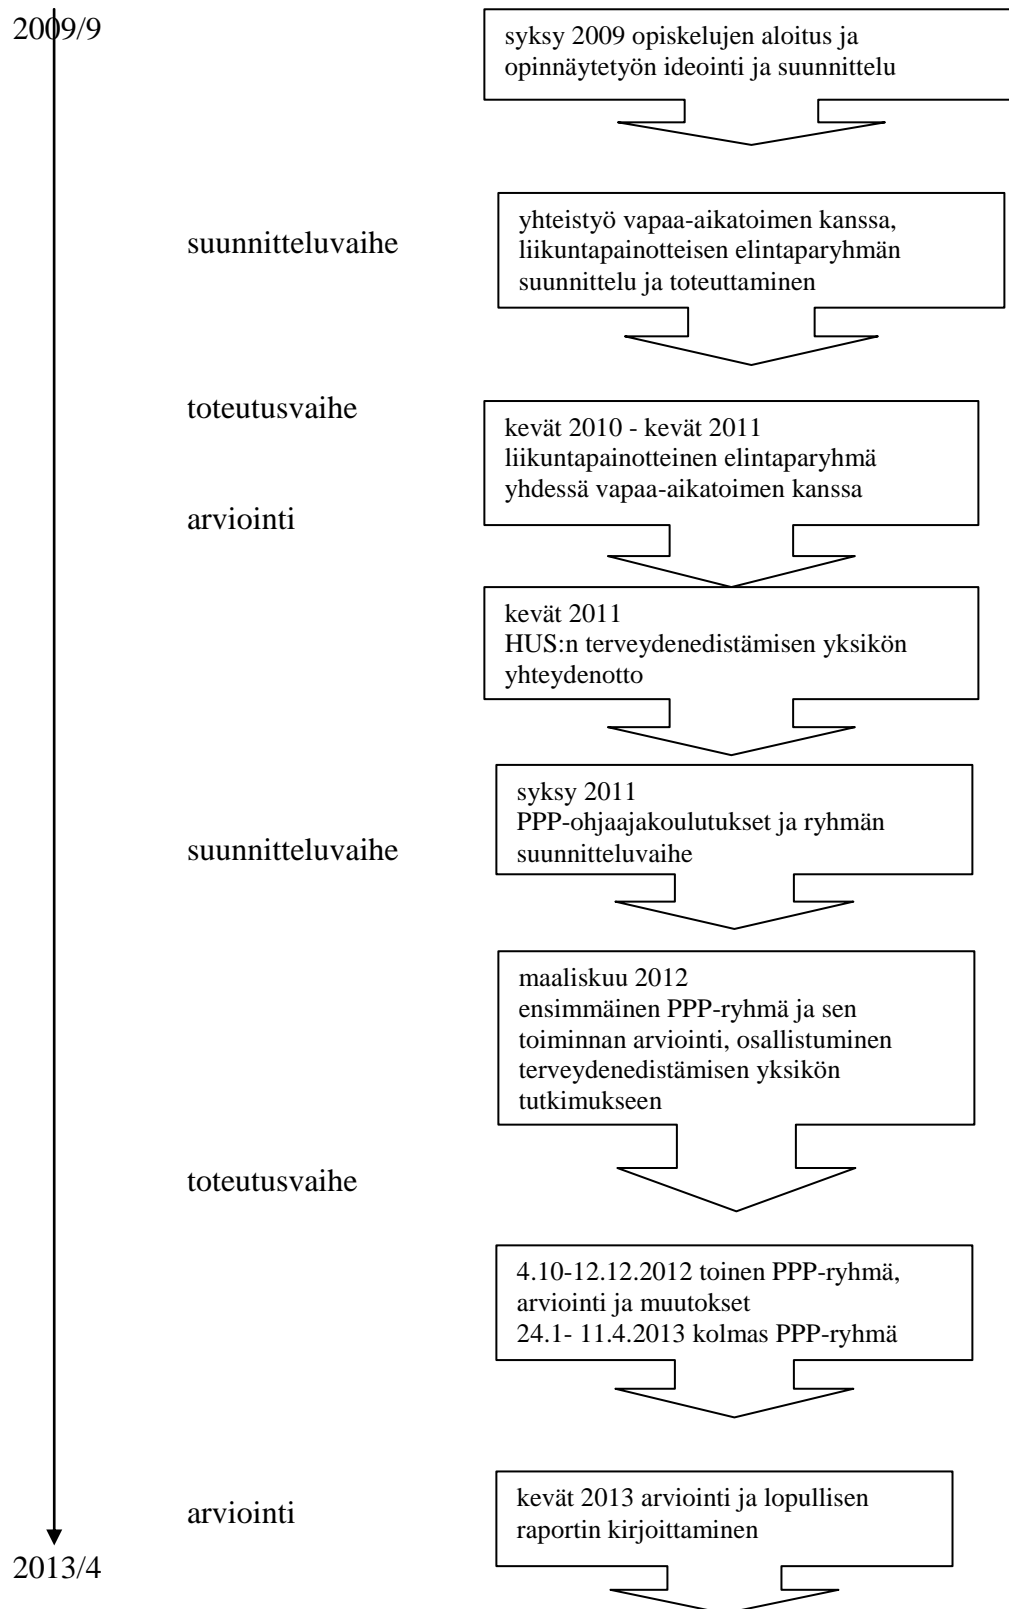 2009/9
syksy 2009 opiskelujen aloitus ja
opinnäytetyön ideointi ja suunnittelu
suunnitteluvaihe
yhteistyö vapaa-aikatoimen kanssa,
liikuntapainotteisen elintaparyhmän
suunnittelu ja toteuttaminen
toteutusvaihe
kevät 2010 - kevät 2011
liikuntapainotteinen elintaparyhmä
yhdessä vapaa-aikatoimen kanssa
arviointi
kevät 2011
HUS:n terveydenedistämisen yksikön
yhteydenotto
syksy 2011
PPP-ohjaajakoulutukset ja ryhmän
suunnitteluvaihe
suunnitteluvaihe
maaliskuu 2012
ensimmäinen PPP-ryhmä ja sen
toiminnan arviointi, osallistuminen
terveydenedistämisen yksikön
tutkimukseen
toteutusvaihe
4.10-12.12.2012 toinen PPP-ryhmä,
arviointi ja muutokset
24.1- 11.4.2013 kolmas PPP-ryhmä
arviointi
kevät 2013 arviointi ja lopullisen
raportin kirjoittaminen
2013/4